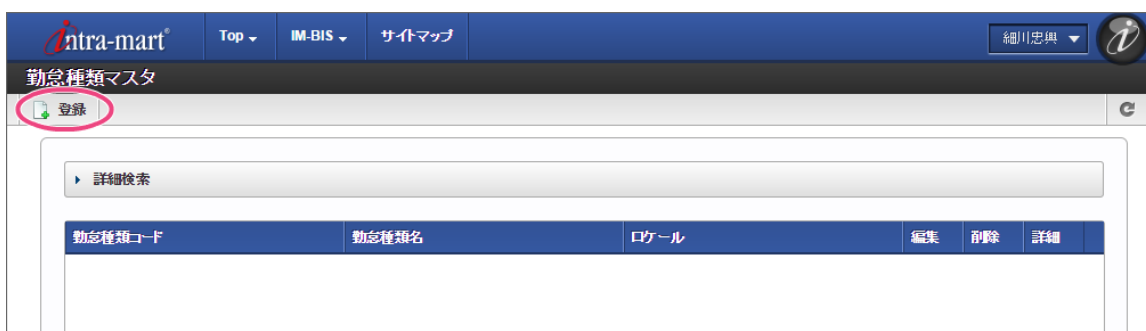 intra-mart® Top IM-BIS サイトマップ 細川忠興
勤怠種類マスタ
登録
詳細検索
勤怠種類コード 勤怠種類名 ロケール 編集 削除 詳細